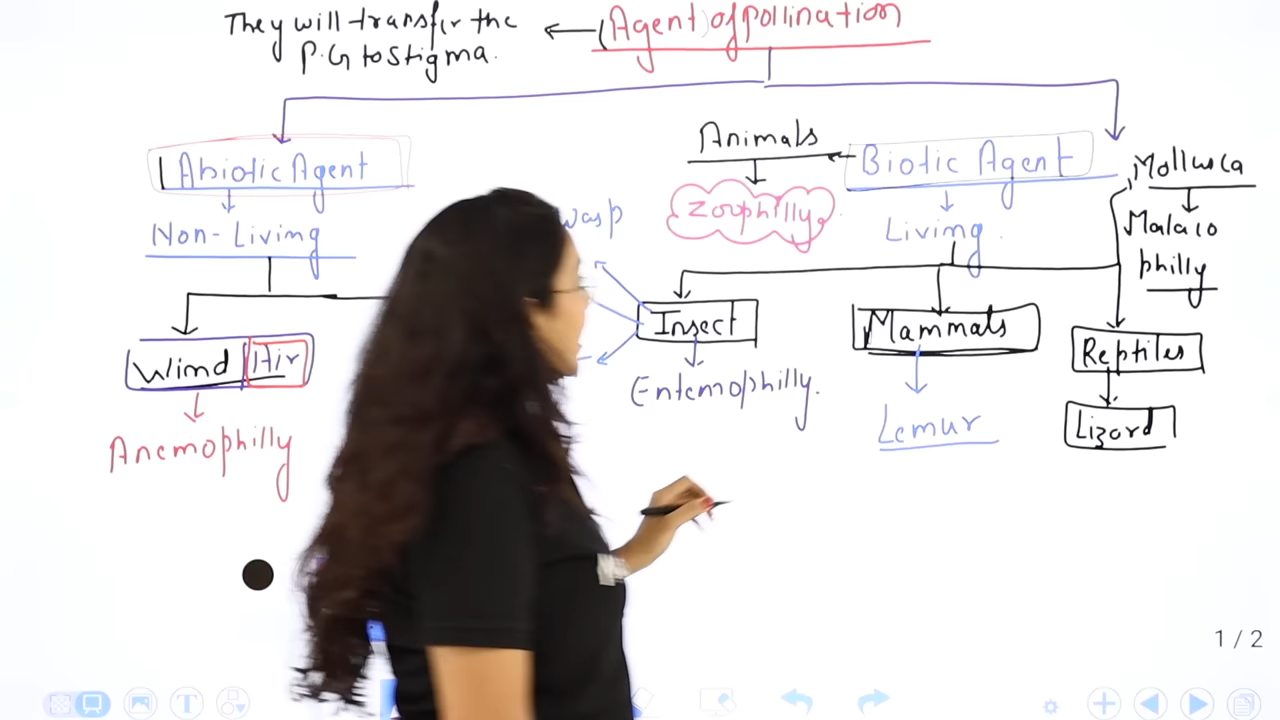 They will transfer the
P.G to stigma.
(Agent) of pollination
Abiotic Agent
Non-Living
Wind Air
Anemophilly
Animals
Zoophilly
Biotic Agent
Living
wasp
Insect
Entemophilly.
Mammals
Lemur
Mollusca
Malaco
philly
Reptiles
Lizard
1 / 2
T